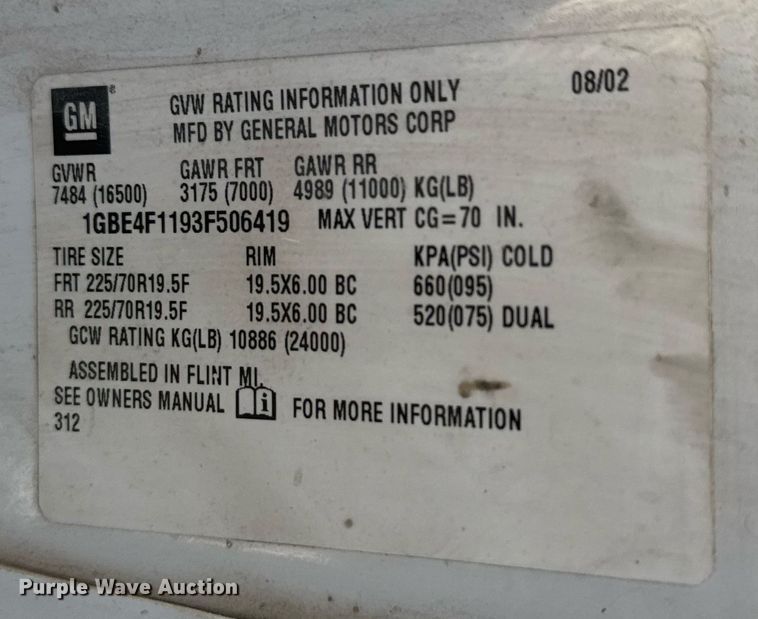 GM ®
GVW RATING INFORMATION ONLY 08/02
MFD BY GENERAL MOTORS CORP
GVWR GAWR FRT GAWR RR
7484 (16500) 3175 (7000) 4989 (11000) KG(LB)
1GBE4F1193F506419 MAX VERT CG=70 IN.
TIRE SIZE RIM KPA(PSI) COLD
FRT 225/70R19.5F 19.5X6.00 BC 660(095)
RR 225/70R19.5F 19.5X6.00 BC 520(075) DUAL
GCW RATING KG(LB) 10886 (24000)
ASSEMBLED IN FLINT MI.
SEE OWNERS MANUAL i FOR MORE INFORMATION
312
Purple Wave Auction